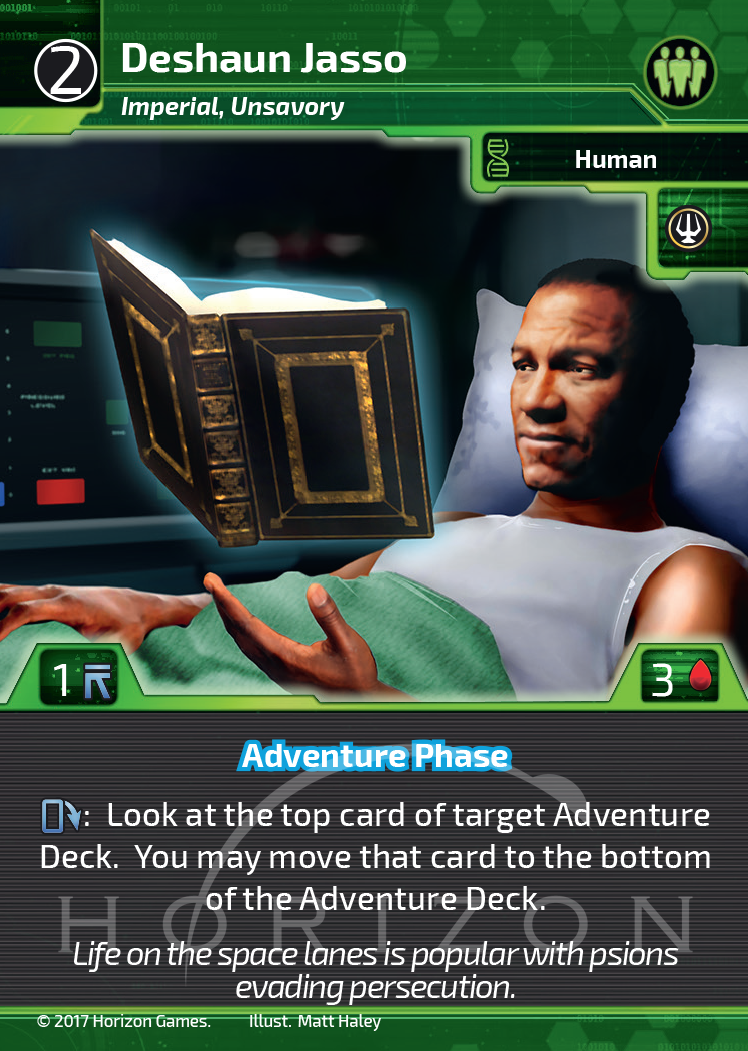 2
Deshaun Jasso
Imperial, Unsavory
Human
1
3
Adventure Phase
: Look at the top card of target Adventure
Deck. You may move that card to the bottom
of the Adventure Deck.
HORIZON
Life on the space lanes is popular with psions
evading persecution.
© 2017 Horizon Games. Illust. Matt Haley